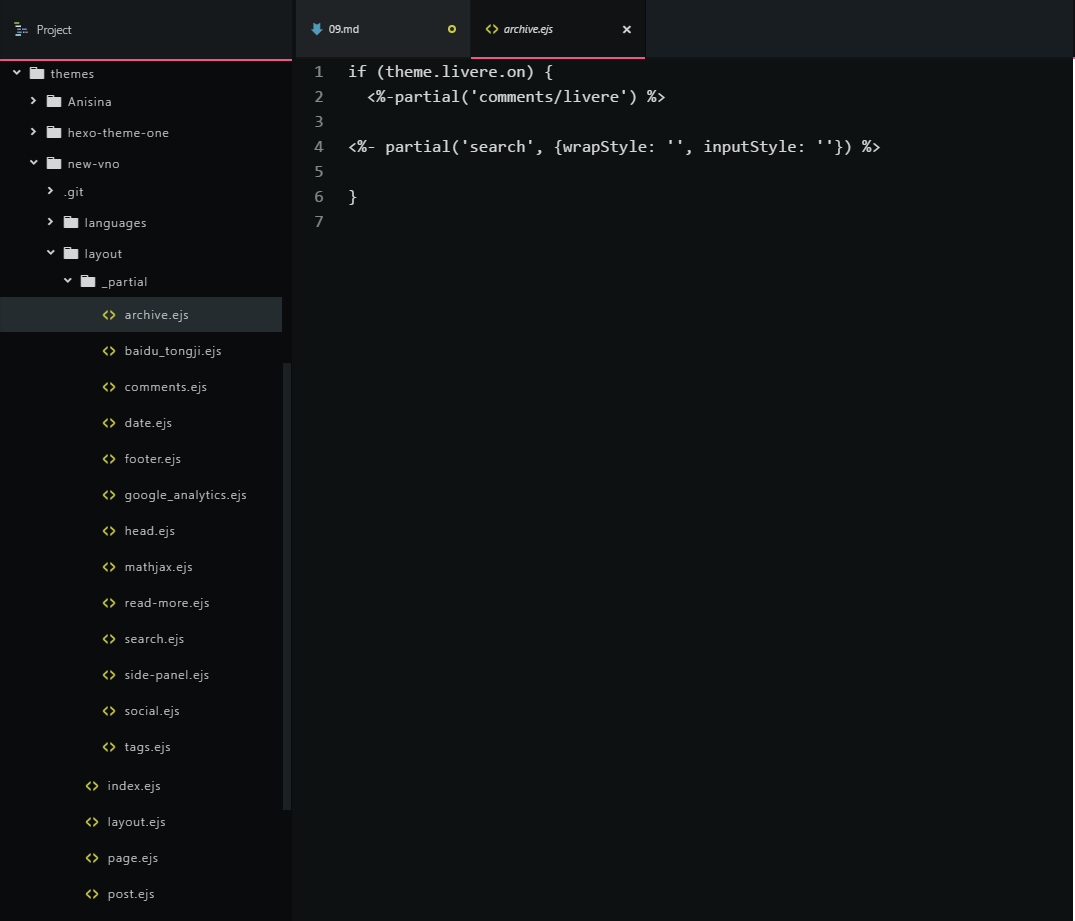 Project
themes
Anisina
hexo-theme-one
new-vno
.git
languages
layout
_partial
archive.ejs
baidu_tongji.ejs
comments.ejs
date.ejs
footer.ejs
google_analytics.ejs
head.ejs
mathjax.ejs
read-more.ejs
search.ejs
side-panel.ejs
social.ejs
tags.ejs
index.ejs
layout.ejs
page.ejs
post.ejs
09.md
archive.ejs
1 if (theme.livere.on) {
2   <%-partial('comments/livere') %>
3
4 <%- partial('search', {wrapStyle: '', inputStyle: ''}) %>
5
6 }
7